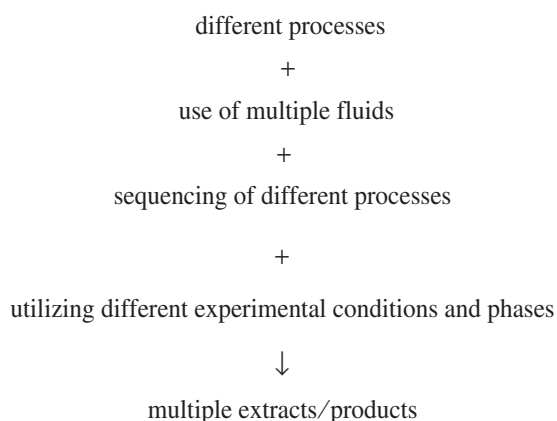 different processes
+
use of multiple fluids
+
sequencing of different processes
+
utilizing different experimental conditions and phases
↓
multiple extracts/products